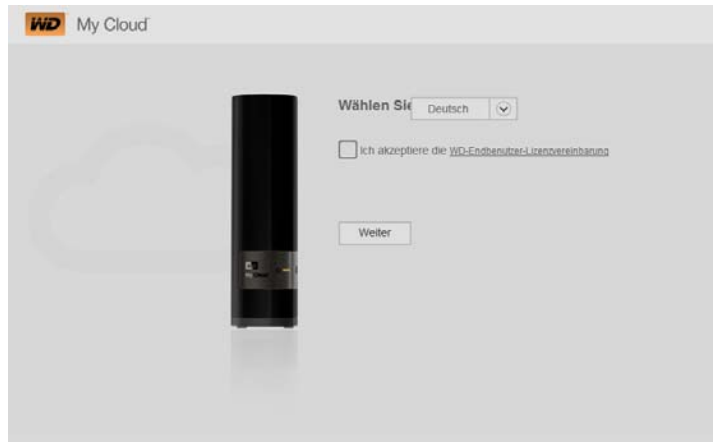 WD My Cloud
Wählen Sie Deutsch
Ich akzeptiere die WD-Endbenutzer-Lizenzvereinbarung
Weiter